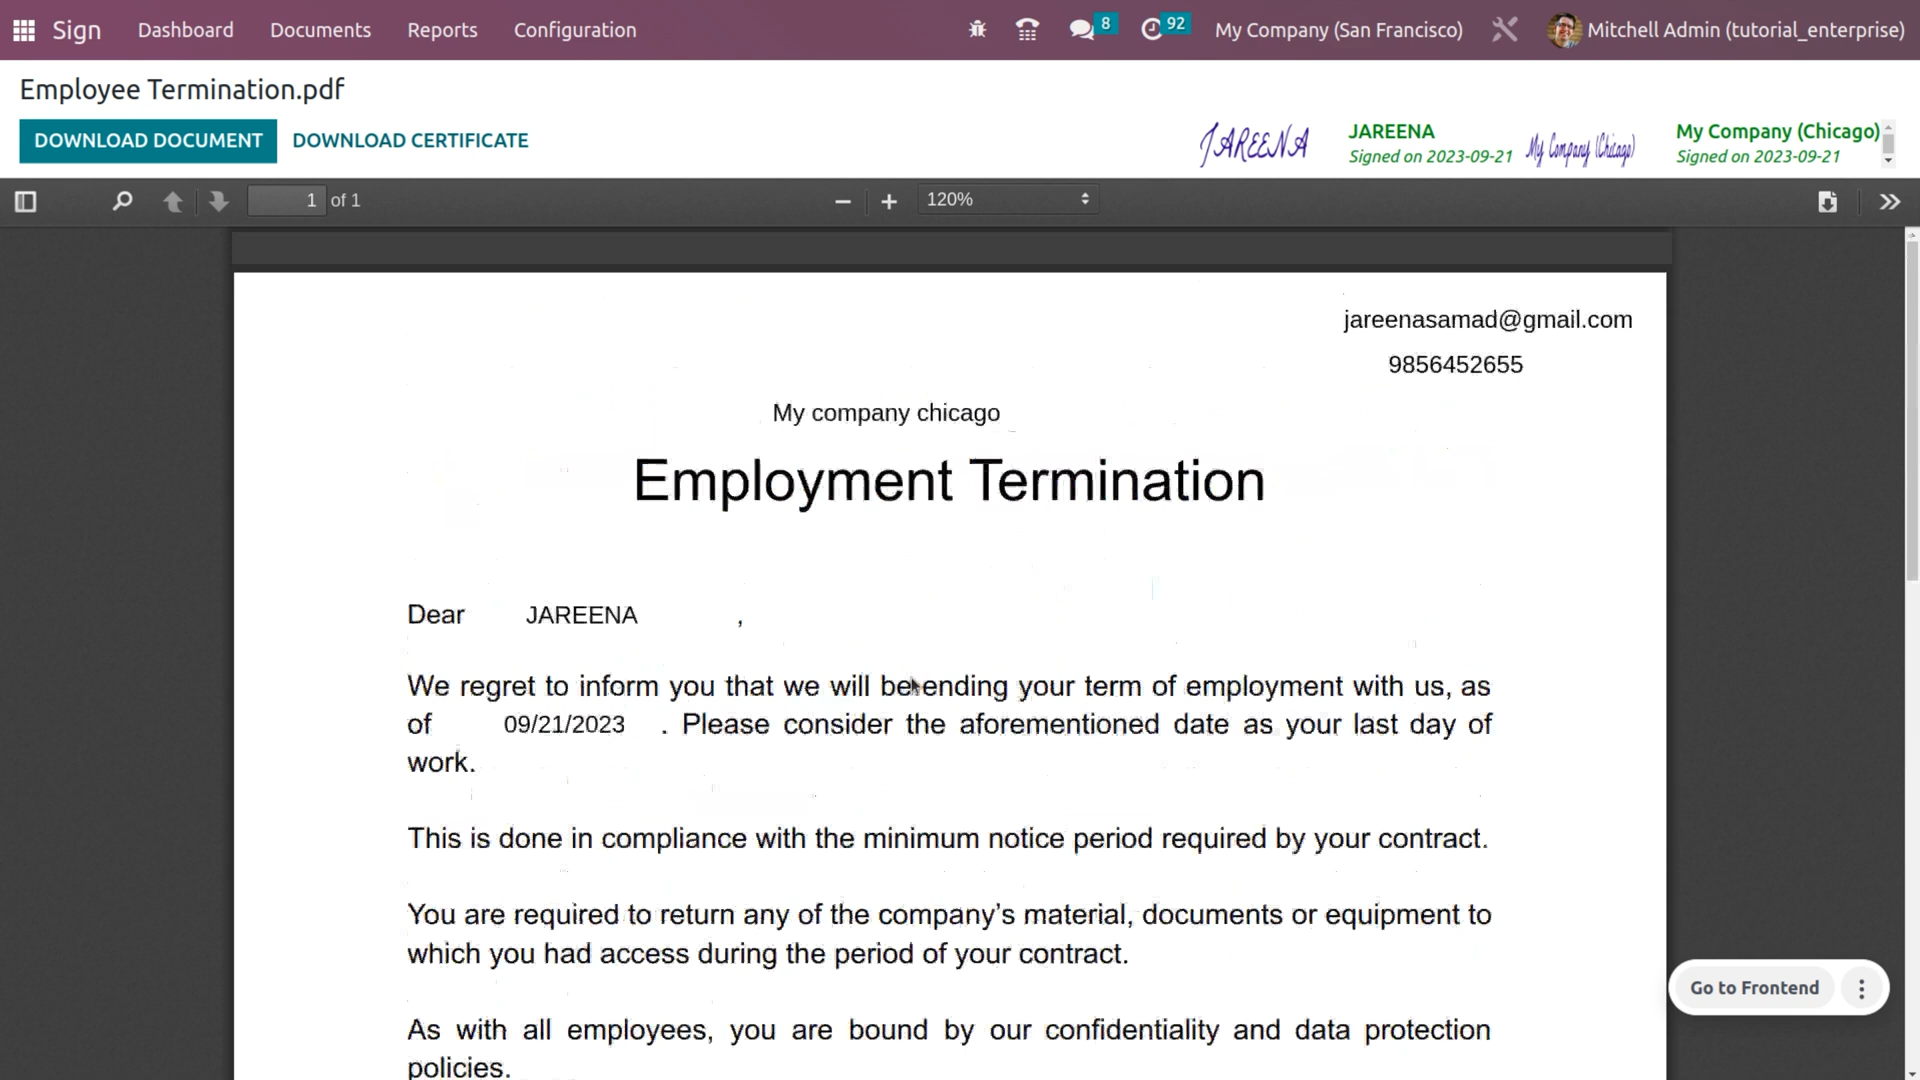 Sign Dashboard Documents Reports Configuration 8 92 My Company (San Francisco) Mitchell Admin (tutorial_enterprise)
Employee Termination.pdf
DOWNLOAD DOCUMENT DOWNLOAD CERTIFICATE
JAREENA JAREENA
Signed on 2023-09-21
My Company (Chicago) My Company (Chicago)
Signed on 2023-09-21
1 of 1 120%
jareenasamad@gmail.com
9856452655
My company chicago
Employment Termination
Dear JAREENA ,
We regret to inform you that we will be ending your term of employment with us, as
of 09/21/2023 . Please consider the aforementioned date as your last day of
work.
This is done in compliance with the minimum notice period required by your contract.
You are required to return any of the company’s material, documents or equipment to
which you had access during the period of your contract.
As with all employees, you are bound by our confidentiality and data protection
policies.
Go to Frontend